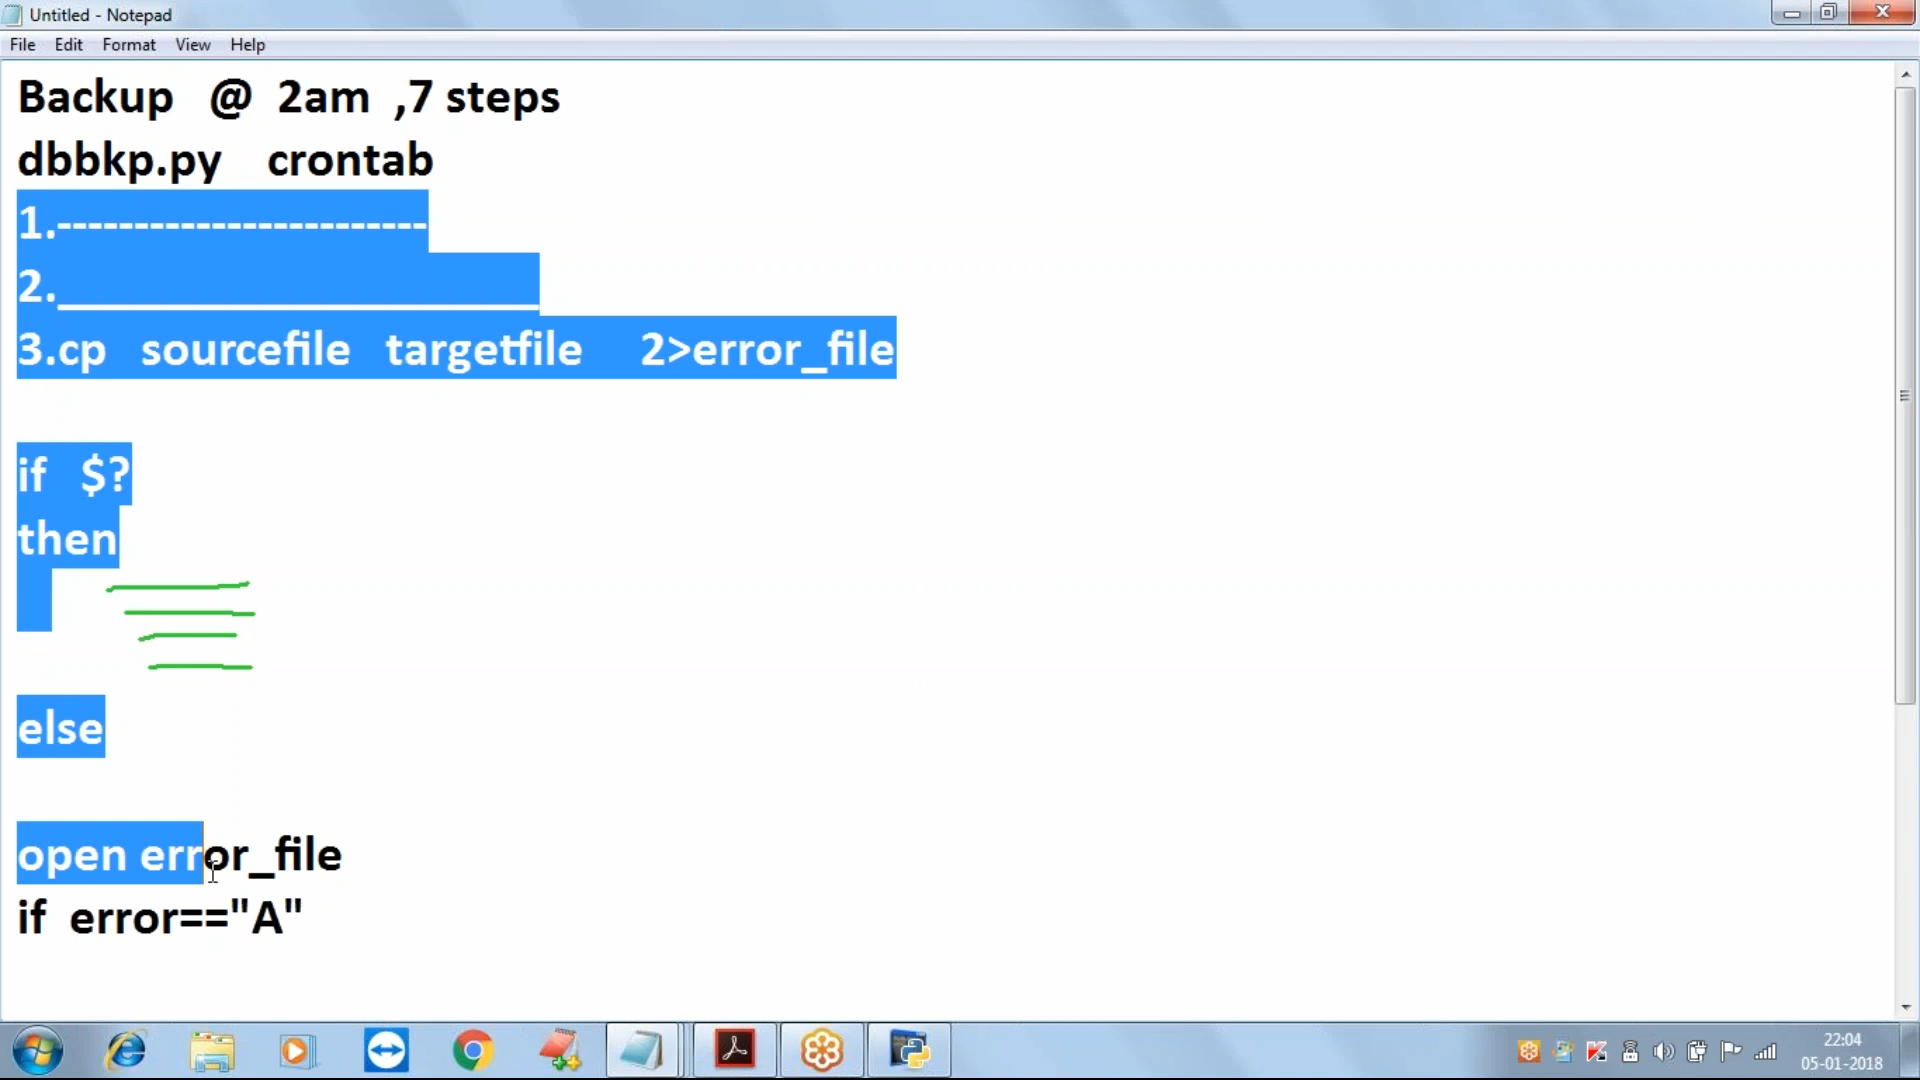 Untitled - Notepad
File Edit Format View Help
Backup @ 2am ,7 steps
dbbkp.py crontab
1.------------------------
2.______________________
3.cp sourcefile targetfile 2>error_file
if $?
then
else
open error_file
if error=="A"
22:04
05-01-2018